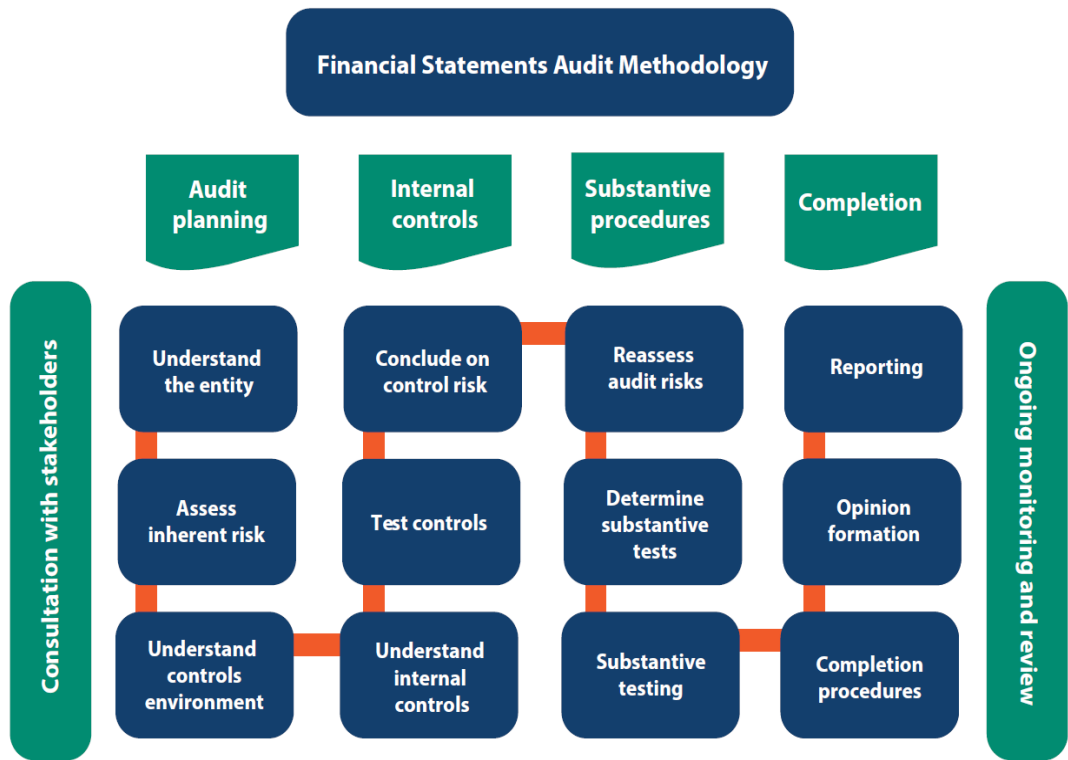 Financial Statements Audit Methodology
Audit
planning
Internal
controls
Substantive
procedures
Completion
Consultation with stakeholders
Understand
the entity
Conclude on
control risk
Reassess
audit risks
Reporting
Assess
inherent risk
Test controls
Determine
substantive
tests
Opinion
formation
Understand
controls
environment
Understand
internal
controls
Substantive
testing
Completion
procedures
Ongoing monitoring and review